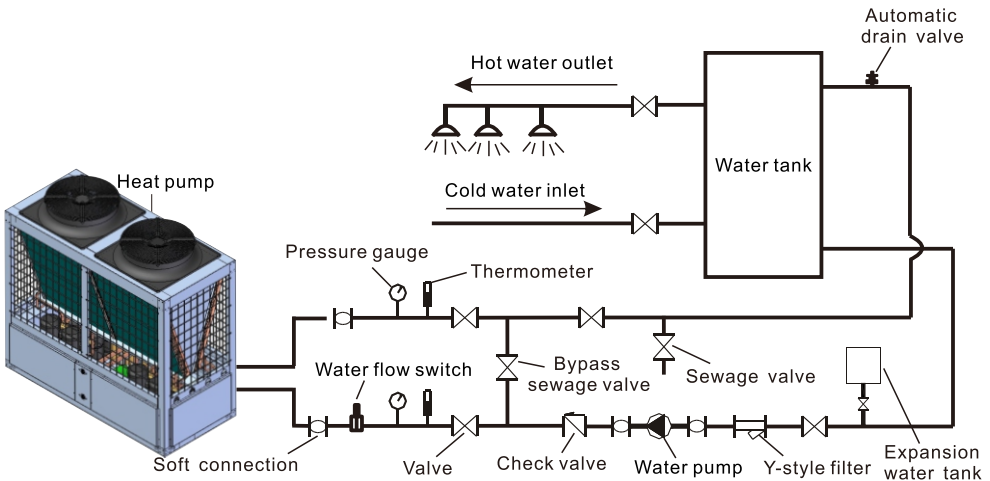 Automatic
drain valve
Hot water outlet
Water tank
Heat pump
Cold water inlet
Pressure gauge
Thermometer
Water flow switch
Bypass
sewage valve
Sewage valve
Soft connection
Valve
Check valve
Water pump
Y-style filter
Expansion
water tank